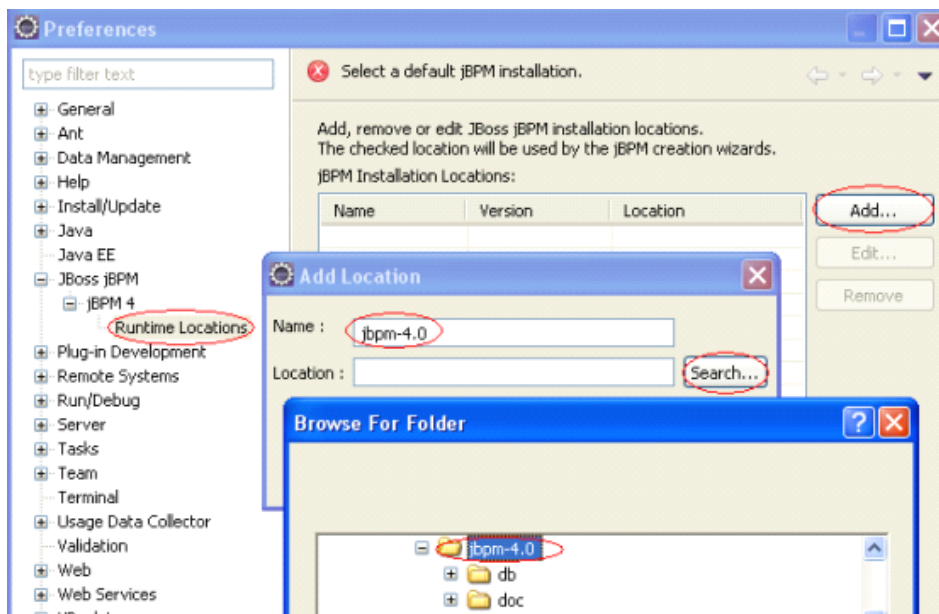 Preferences
type filter text
Select a default jBPM installation.
General
Ant
Data Management
Help
Install/Update
Java
Java EE
JBoss jBPM
jBPM 4
Runtime Locations
Plug-in Development
Remote Systems
Run/Debug
Server
Tasks
Team
Terminal
Usage Data Collector
Validation
Web
Web Services
Add, remove or edit JBoss jBPM installation locations.
The checked location will be used by the jBPM creation wizards.
jBPM Installation Locations:
Name Version Location
Add...
Edit...
Remove
Add Location
Name : jbpm-4.0
Location : Search...
Browse For Folder
jbpm-4.0
db
doc